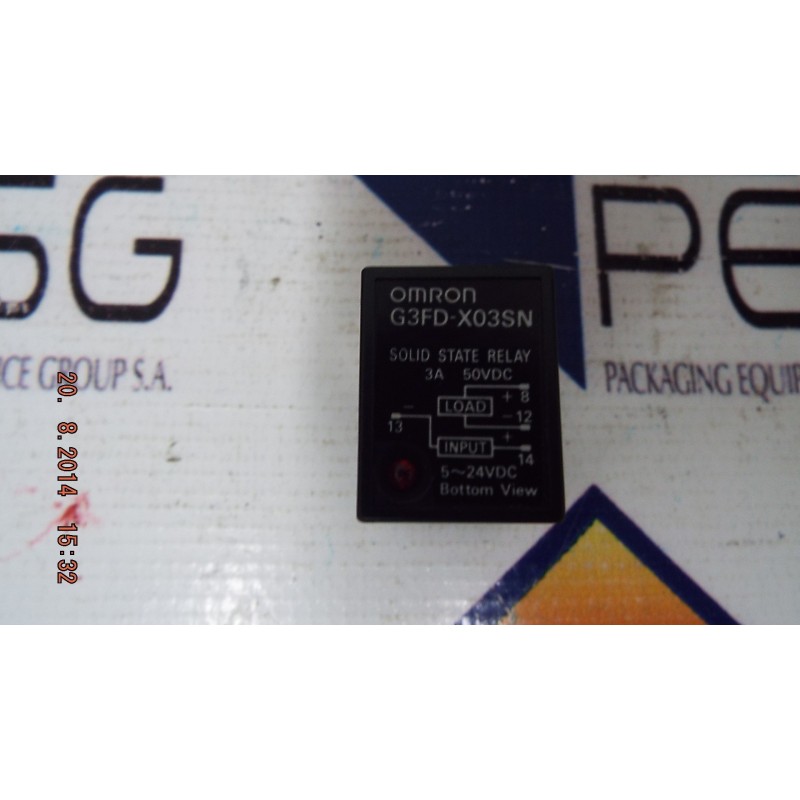 SG
PE
NCE GROUP S.A.
PACKAGING EQUIP
OMRON
G3FD-X03SN
SOLID STATE RELAY
3A 50VDC
+ 8
LOAD
- 12
-
13
+
INPUT
14
5~24VDC
Bottom View
20. 8.2014 15:32